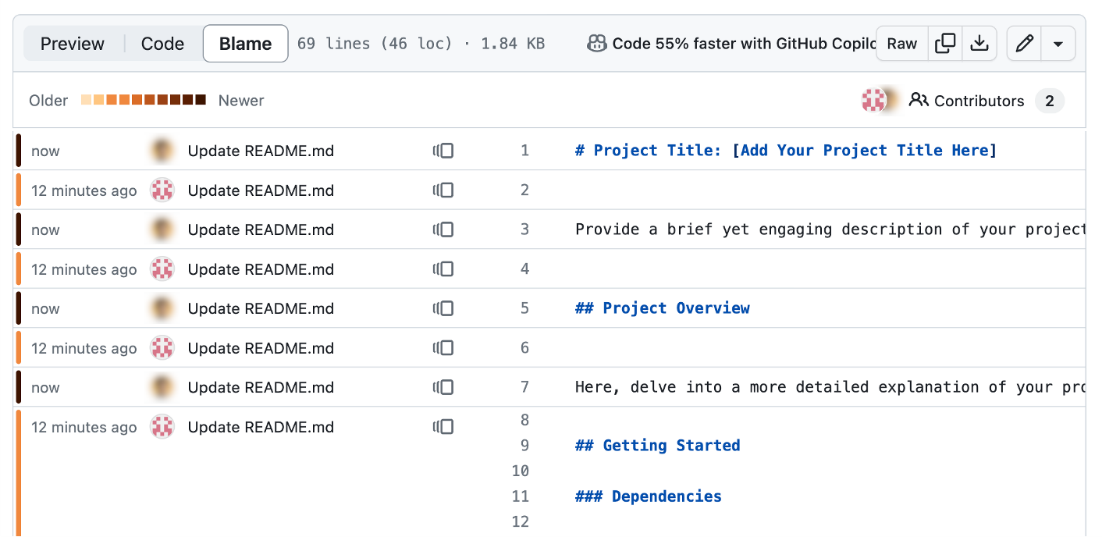 Preview Code Blame 69 lines (46 loc) · 1.84 KB Code 55% faster with GitHub Copilo Raw
Older Newer Contributors 2
now Update README.md 1 # Project Title: [Add Your Project Title Here]
12 minutes ago Update README.md 2
now Update README.md 3 Provide a brief yet engaging description of your project
12 minutes ago Update README.md 4
now Update README.md 5 ## Project Overview
12 minutes ago Update README.md 6
now Update README.md 7 Here, delve into a more detailed explanation of your pro
12 minutes ago Update README.md 8
9 ## Getting Started
10
11 ### Dependencies
12